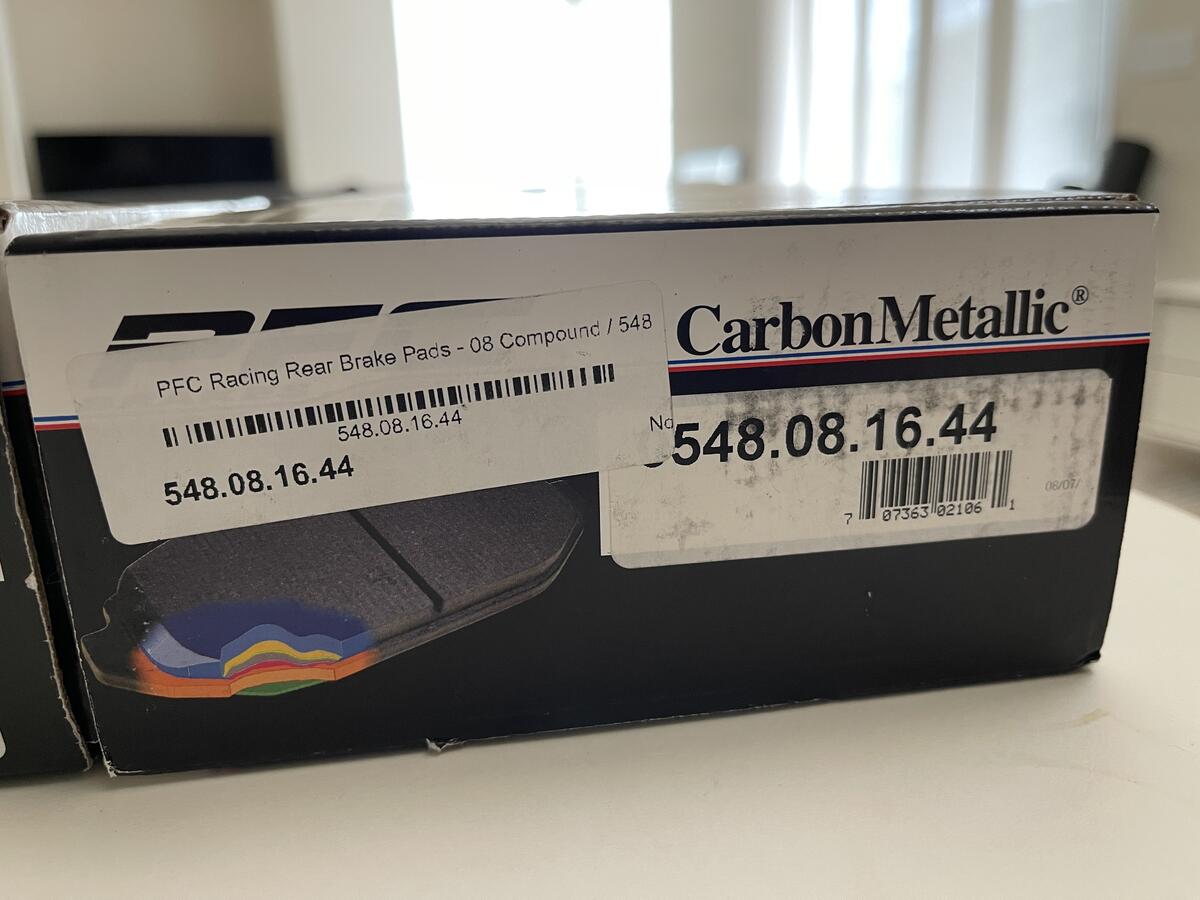 PFC
CarbonMetallic®
PFC Racing Rear Brake Pads - 08 Compound / 548
548.08.16.44
548.08.16.44
548.08.16.44
7 07363 02106 1
08/07/